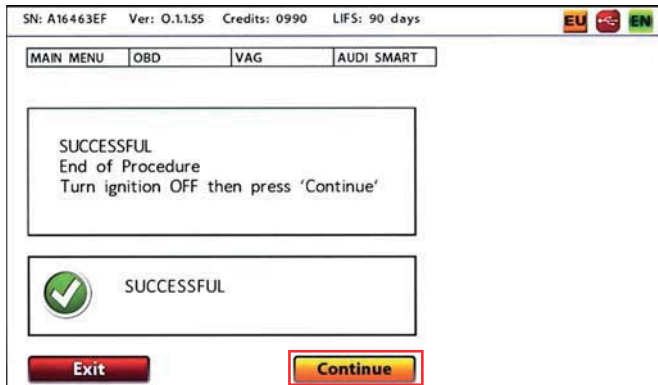 SN: A16463EF Ver: 0.1.1.55 Credits: 0990 LIFS: 90 days EU EN
MAIN MENU OBD VAG AUDI SMART
SUCCESSFUL
End of Procedure
Turn ignition OFF then press ‘Continue’
SUCCESSFUL
Exit Continue